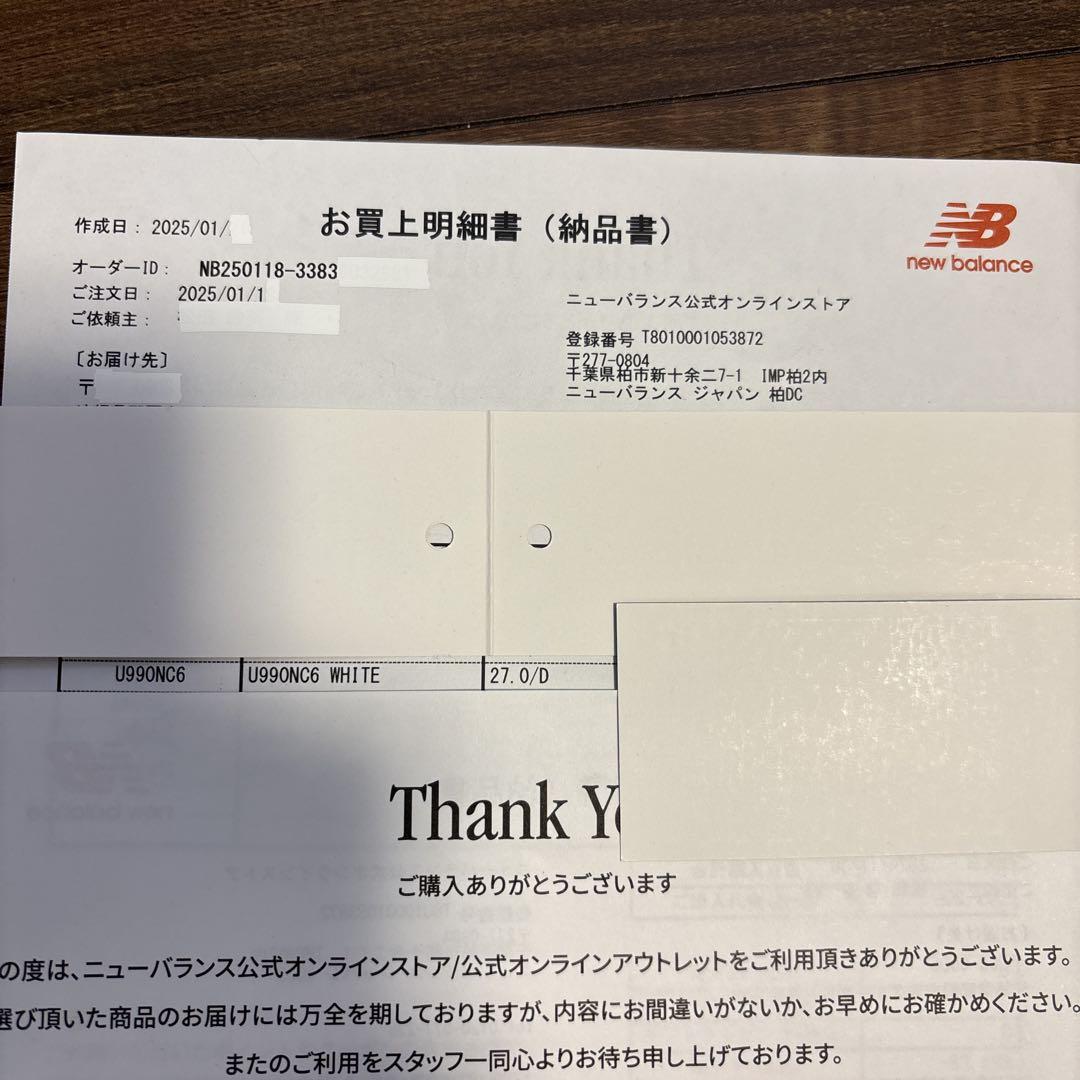 お買上明細書（納品書）
作成日： 2025/01/
オーダーID： NB250118-3383
ご注文日： 2025/01/1
ご依頼主：
〔お届け先〕
〒
new balance
ニューバランス公式オンラインストア
登録番号 T8010001053872
〒277-0804
千葉県柏市新十余二7-1 IMP柏2内
ニューバランス ジャパン 柏DC
U990NC6 U990NC6 WHITE 27.0/D
Thank Yo
ご購入ありがとうございます
の度は、ニューバランス公式オンラインストア/公式オンラインアウトレットをご利用頂きありがとうございます。
選び頂いた商品のお届けには万全を期しておりますが、内容にお間違いがないか、お早めにお確かめください。
またのご利用をスタッフ一同心よりお待ち申し上げております。